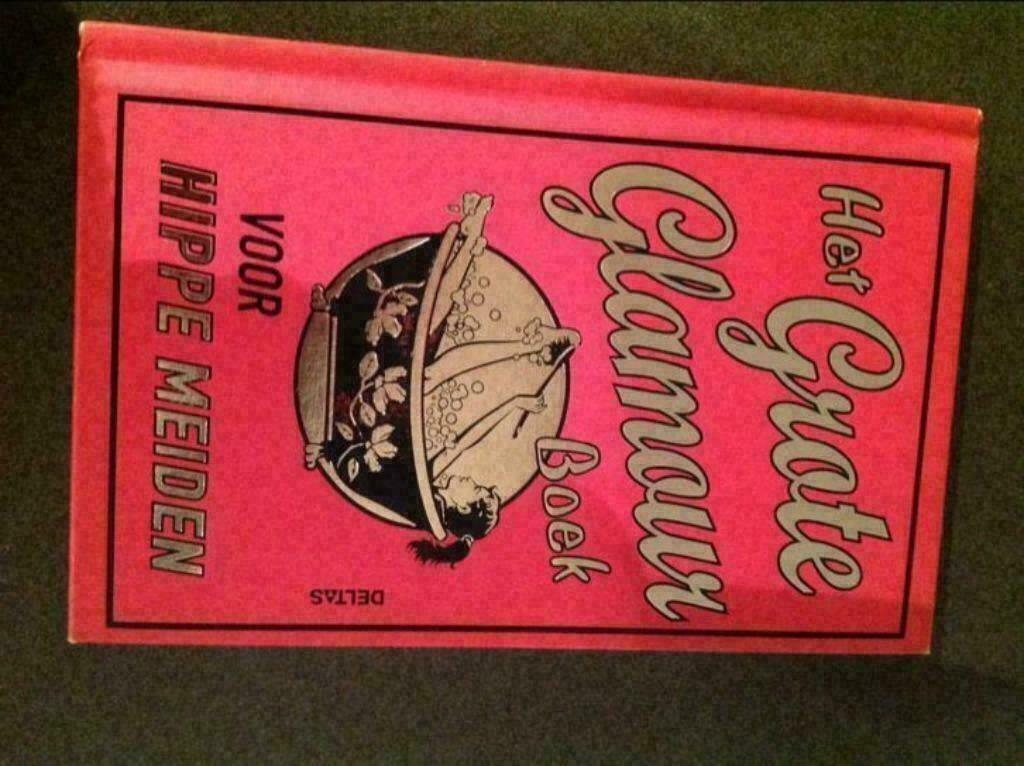 Het
Grote
Glamour
Boek
VOOR
HIPPE MEIDEN
DELTAS